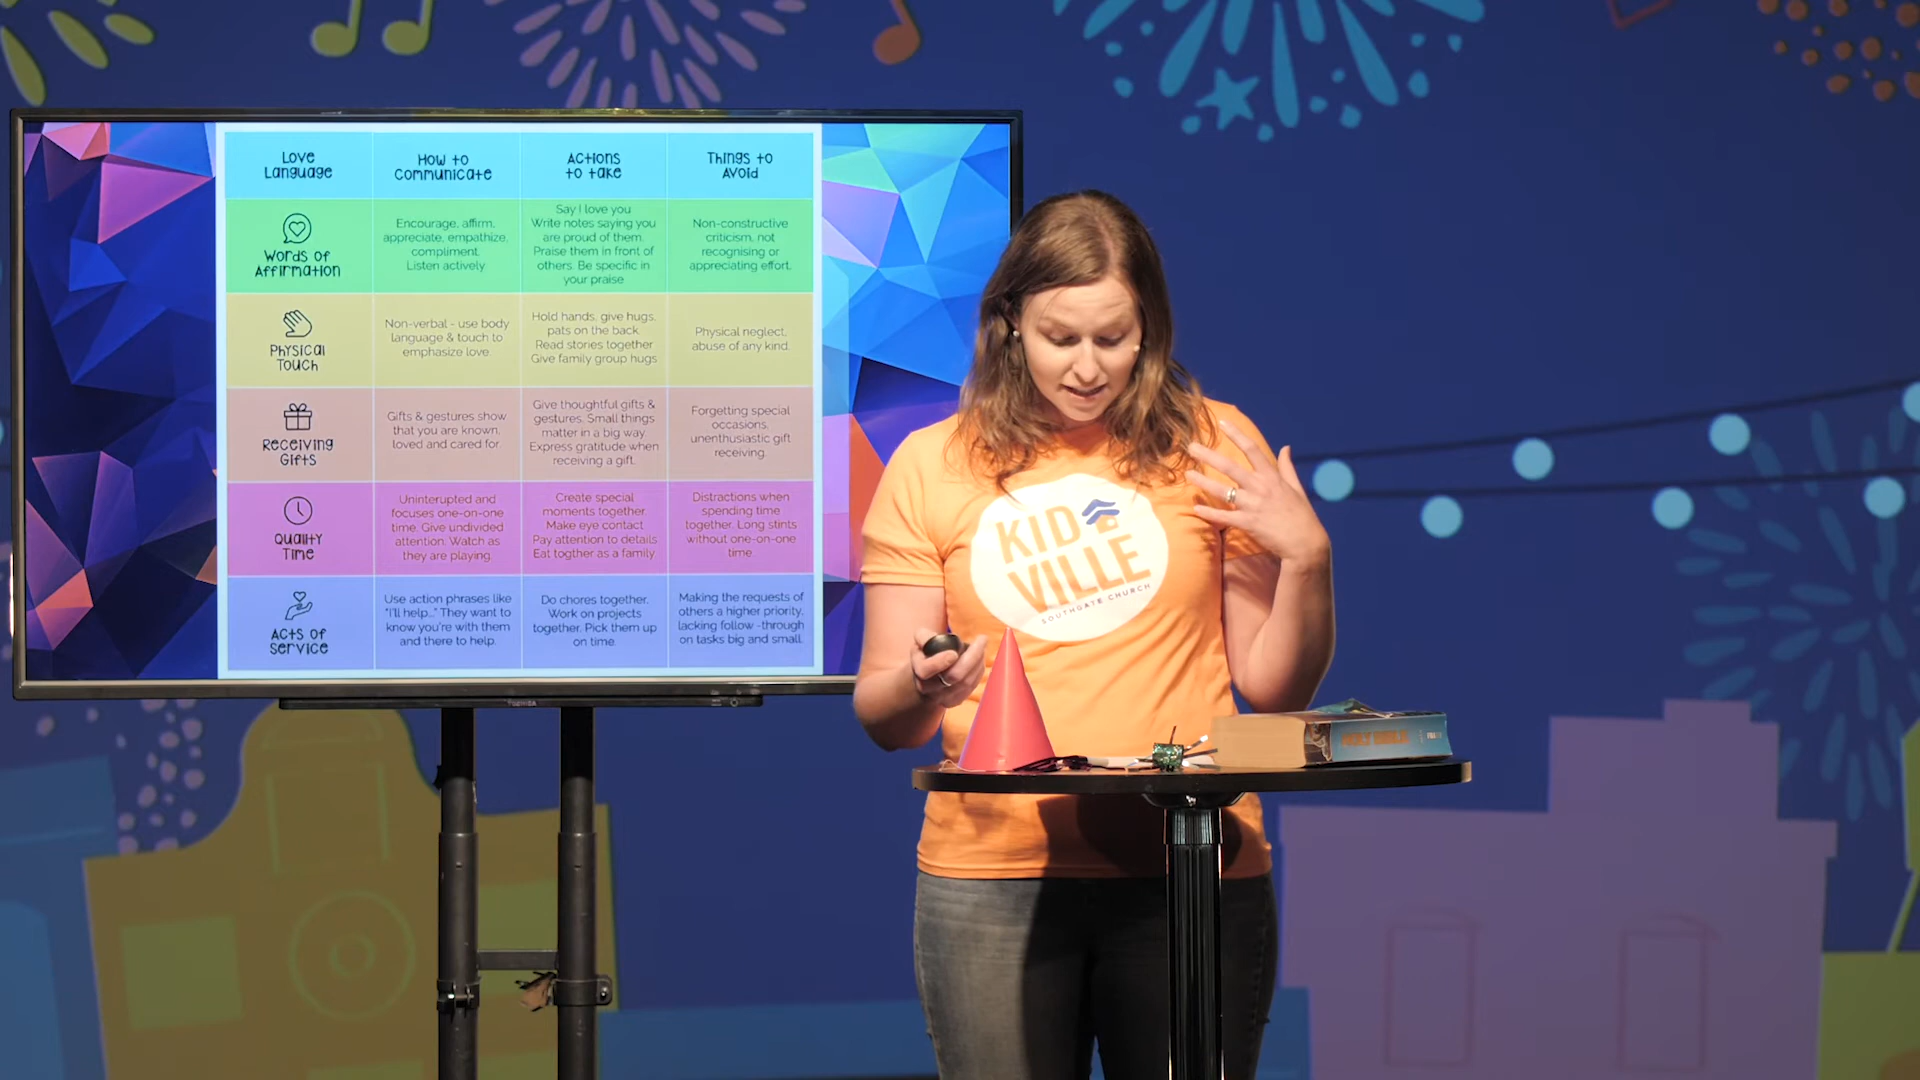 Love
Language
How to
Communicate
Actions
to take
Things to
Avoid
Words of
Affirmation
Encourage, affirm,
appreciate, empathize,
compliment.
Listen actively
Say I love you
Write notes saying you
are proud of them.
Praise them in front of
others. Be specific in
your praise
Non-constructive
criticism, not
recognising or
appreciating effort.
Physical
Touch
Non-verbal - use body
language & touch to
emphasize love.
Hold hands, give hugs,
pats on the back.
Read stories together
Give family group hugs
Physical neglect,
abuse of any kind.
Receiving
Gifts
Gifts & gestures show
that you are known,
loved and cared for.
Give thoughtful gifts &
gestures. Small things
matter in a big way.
Express gratitude when
receiving a gift.
Forgetting special
occasions,
unenthusiastic gift
receiving.
Quality
Time
Uninterupted and
focuses one-on-one
time. Give undivided
attention. Watch as
they are playing.
Create special
moments together.
Make eye contact
Pay attention to details
Eat togther as a family.
Distractions when
spending time
together. Long stints
without one-on-one
time.
Acts of
Service
Use action phrases like
"I'll help..." They want to
know you're with them
and there to help.
Do chores together.
Work on projects
together. Pick them up
on time.
Making the requests of
others a higher priority,
lacking follow -through
on tasks big and small.
TOSHIBA
KID
VILLE
SOUTHGATE CHURCH
HOLY BIBLE